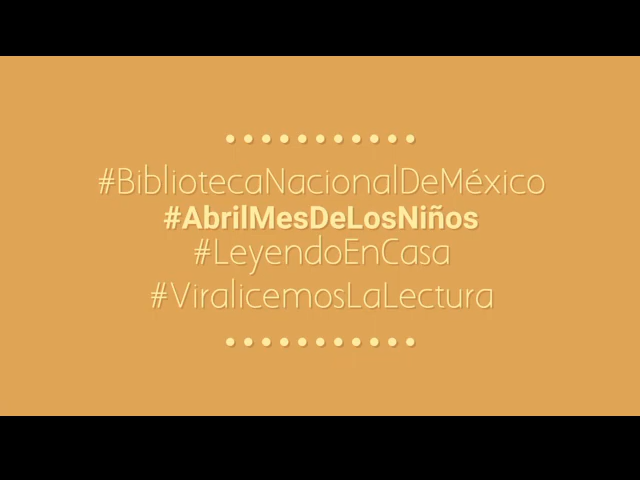 #BibliotecaNacionalDeMéxico
#AbrilMesDeLosNiños
#LeyendoEnCasa
#ViralicemosLaLectura